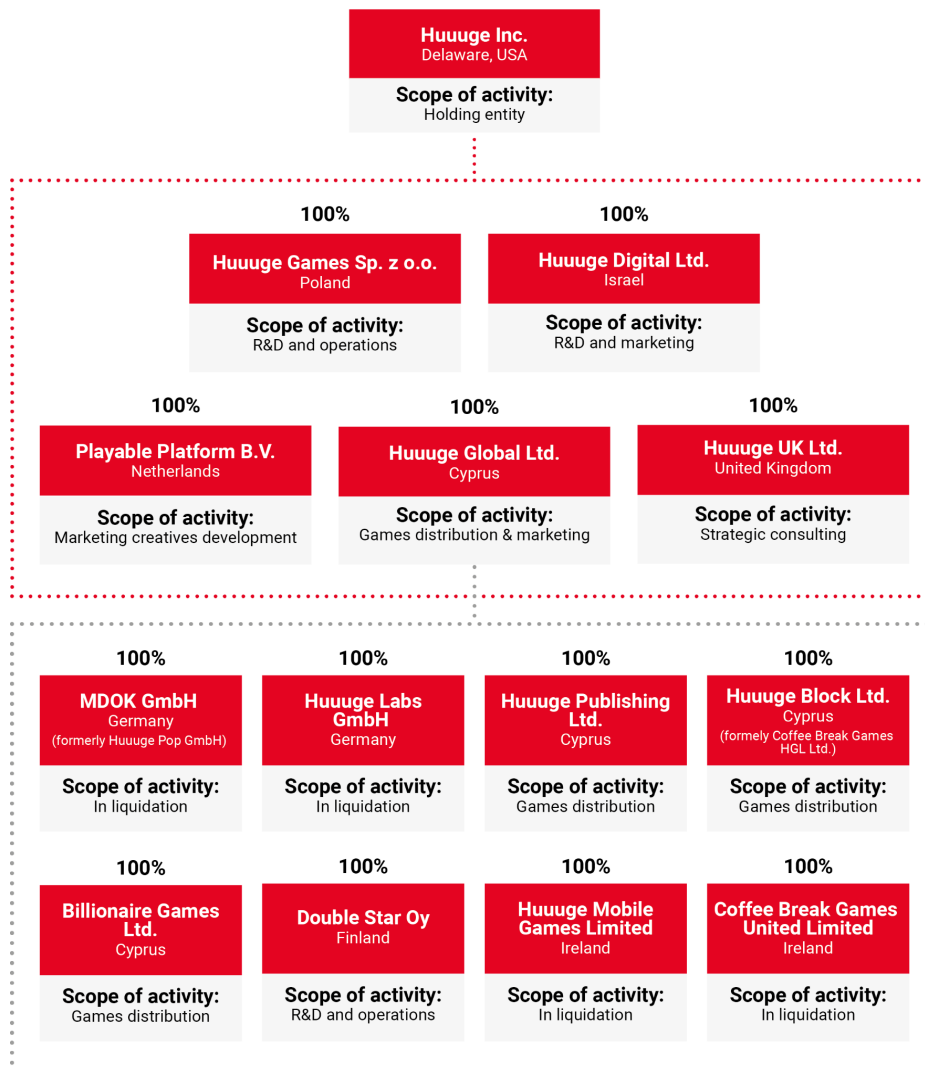 Huuuge Inc.
Delaware, USA
Scope of activity:
Holding entity
100%
Huuuge Games Sp. z o.o.
Poland
Scope of activity:
R&D and operations
100%
Huuuge Digital Ltd.
Israel
Scope of activity:
R&D and marketing
100%
Playable Platform B.V.
Netherlands
Scope of activity:
Marketing creatives development
100%
Huuuge Global Ltd.
Cyprus
Scope of activity:
Games distribution & marketing
100%
Huuuge UK Ltd.
United Kingdom
Scope of activity:
Strategic consulting
100%
MDOK GmbH
Germany
(formerly Huuuge Pop GmbH)
Scope of activity:
In liquidation
100%
Huuuge Labs
GmbH
Germany
Scope of activity:
In liquidation
100%
Huuuge Publishing
Ltd.
Cyprus
Scope of activity:
Games distribution
100%
Huuuge Block Ltd.
Cyprus
(formely Coffee Break Games
HGL Ltd.)
Scope of activity:
Games distribution
100%
Billionaire Games
Ltd.
Cyprus
Scope of activity:
Games distribution
100%
Double Star Oy
Finland
Scope of activity:
R&D and operations
100%
Huuuge Mobile
Games Limited
Ireland
Scope of activity:
In liquidation
100%
Coffee Break Games
United Limited
Ireland
Scope of activity:
In liquidation